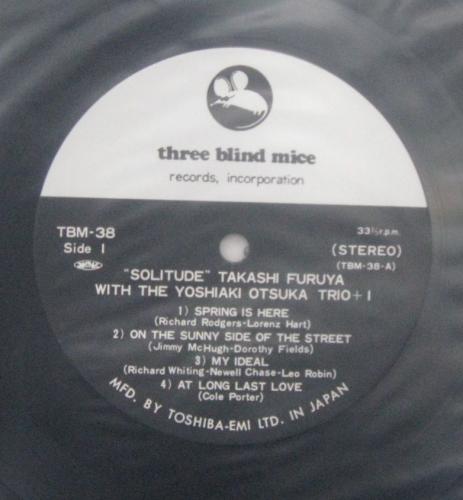 three blind mice
records, incorporation
TBM-38
33⅓r.p.m.
Side 1
(STEREO)
(TBM-38-A)
"SOLITUDE" TAKASHI FURUYA
WITH THE YOSHIAKI OTSUKA TRIO+1
1) SPRING IS HERE
(Richard Rodgers-Lorenz Hart)
2) ON THE SUNNY SIDE OF THE STREET
(Jimmy McHugh-Dorothy Fields)
3) MY IDEAL
(Richard Whiting-Newell Chase-Leo Robin)
4) AT LONG LAST LOVE
(Cole Porter)
MFD. BY TOSHIBA-EMI LTD. IN JAPAN